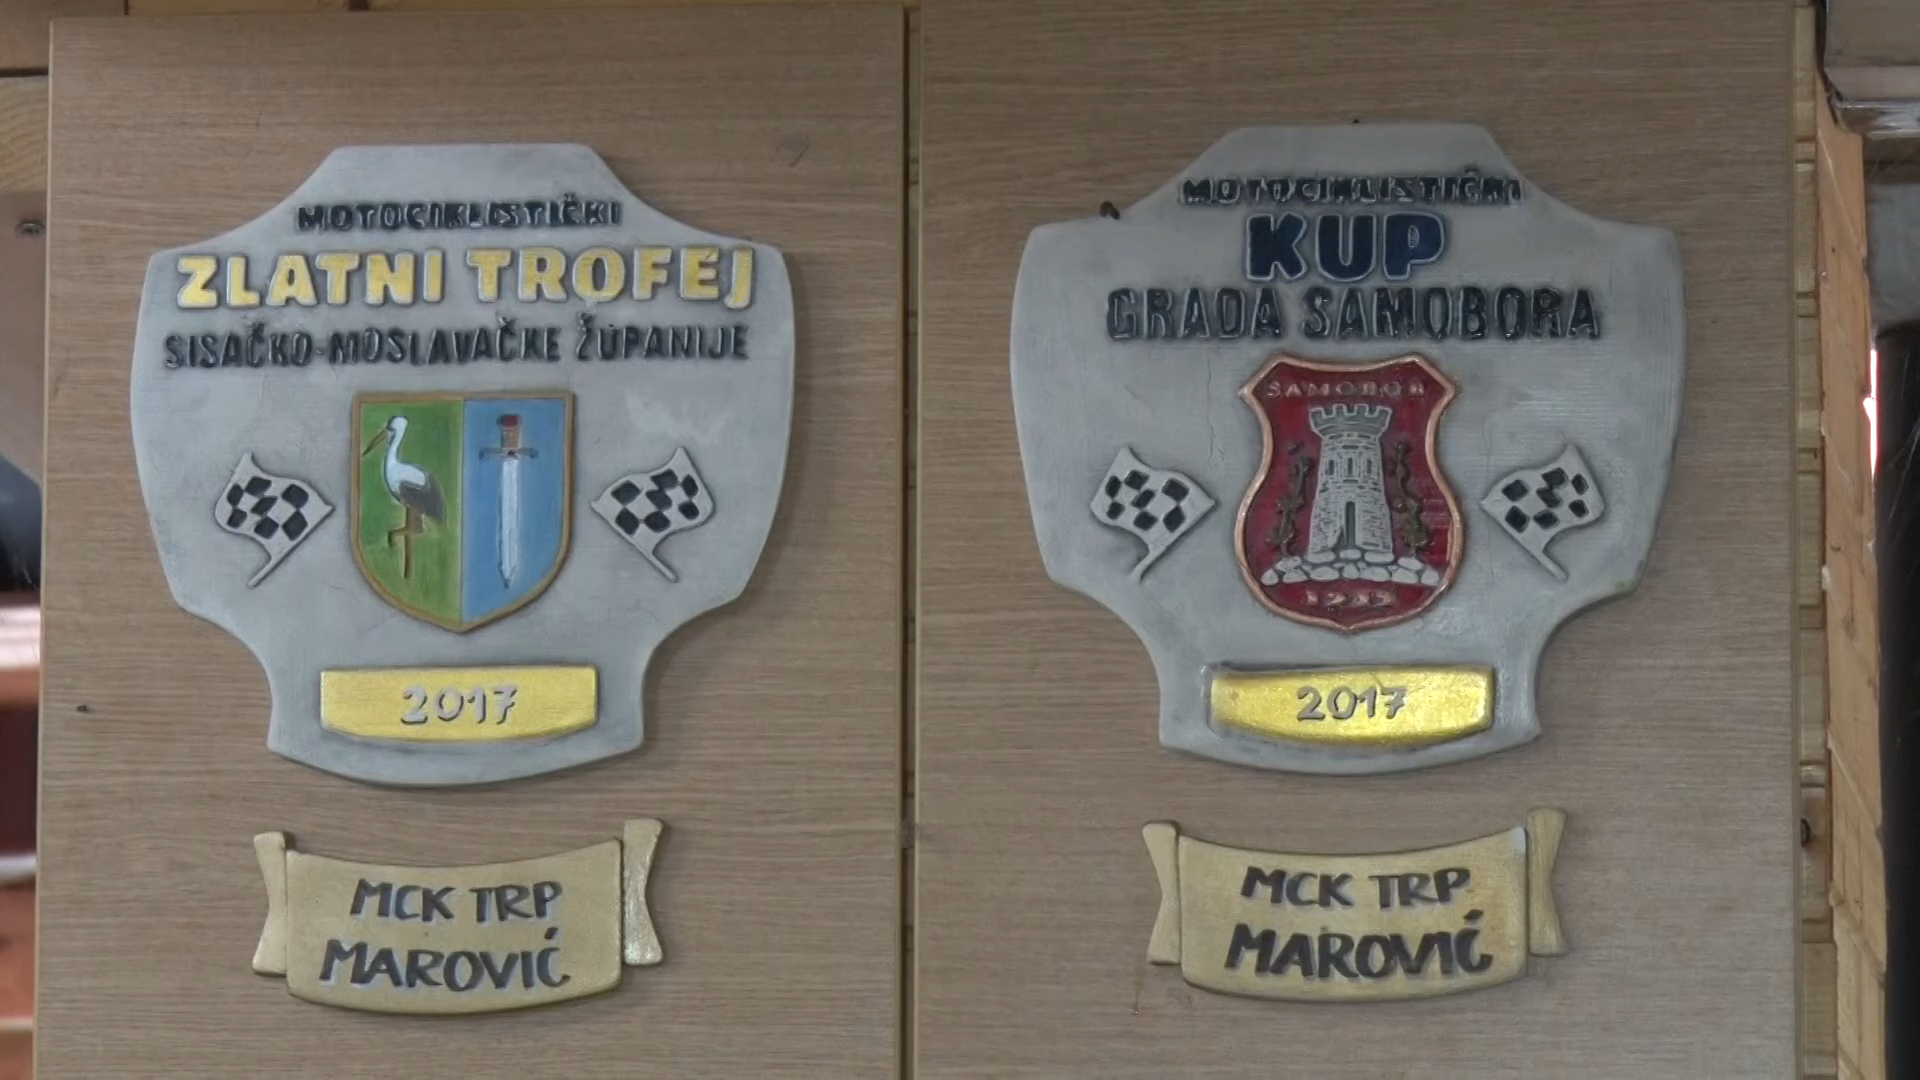 MOTOCIKLISTIČKI
ZLATNI TROFEJ
SISAČKO-MOSLAVAČKE ŽUPANIJE
2017
MCK TRP
MAROVIĆ
MOTOCIKLISTIČKI
KUP
GRADA SAMOBORA
SAMOBOR
2017
MCK TRP
MAROVIĆ